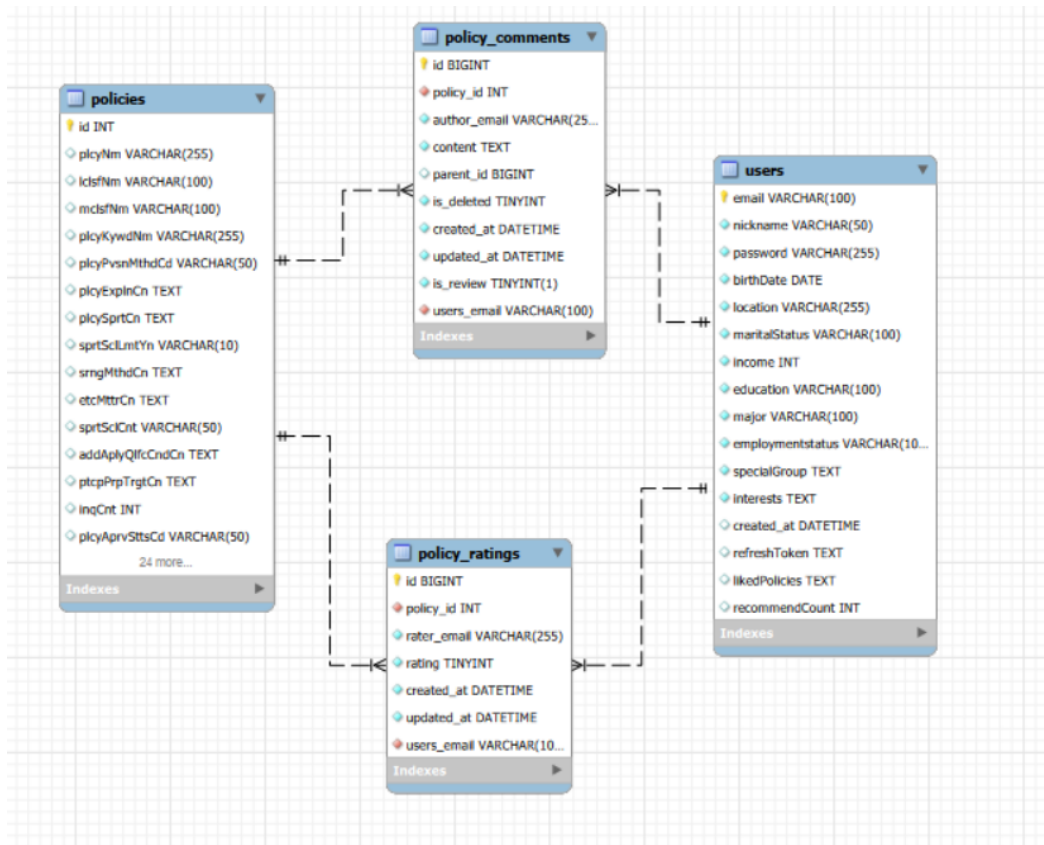 policies
id INT
plcyNm VARCHAR(255)
lclsfNm VARCHAR(100)
mclsfNm VARCHAR(100)
plcyKywdNm VARCHAR(255)
plcyPvsnMthdCd VARCHAR(50)
plcyExplnCn TEXT
plcySprtCn TEXT
sprtSclLmtYn VARCHAR(10)
srngMthdCn TEXT
etcMttrCn TEXT
sprtSclCnt VARCHAR(50)
addAplyQlfcCndCn TEXT
ptcpPrpTrgtCn TEXT
inqCnt INT
plcyAprvSttsCd VARCHAR(50)
24 more...
Indexes
policy_comments
id BIGINT
policy_id INT
author_email VARCHAR(25...
content TEXT
parent_id BIGINT
is_deleted TINYINT
created_at DATETIME
updated_at DATETIME
is_review TINYINT(1)
users_email VARCHAR(100)
Indexes
users
email VARCHAR(100)
nickname VARCHAR(50)
password VARCHAR(255)
birthDate DATE
location VARCHAR(255)
maritalStatus VARCHAR(100)
income INT
education VARCHAR(100)
major VARCHAR(100)
employmentstatus VARCHAR(10...
specialGroup TEXT
interests TEXT
created_at DATETIME
refreshToken TEXT
likedPolicies TEXT
recommendCount INT
Indexes
policy_ratings
id BIGINT
policy_id INT
rater_email VARCHAR(255)
rating TINYINT
created_at DATETIME
updated_at DATETIME
users_email VARCHAR(10...
Indexes